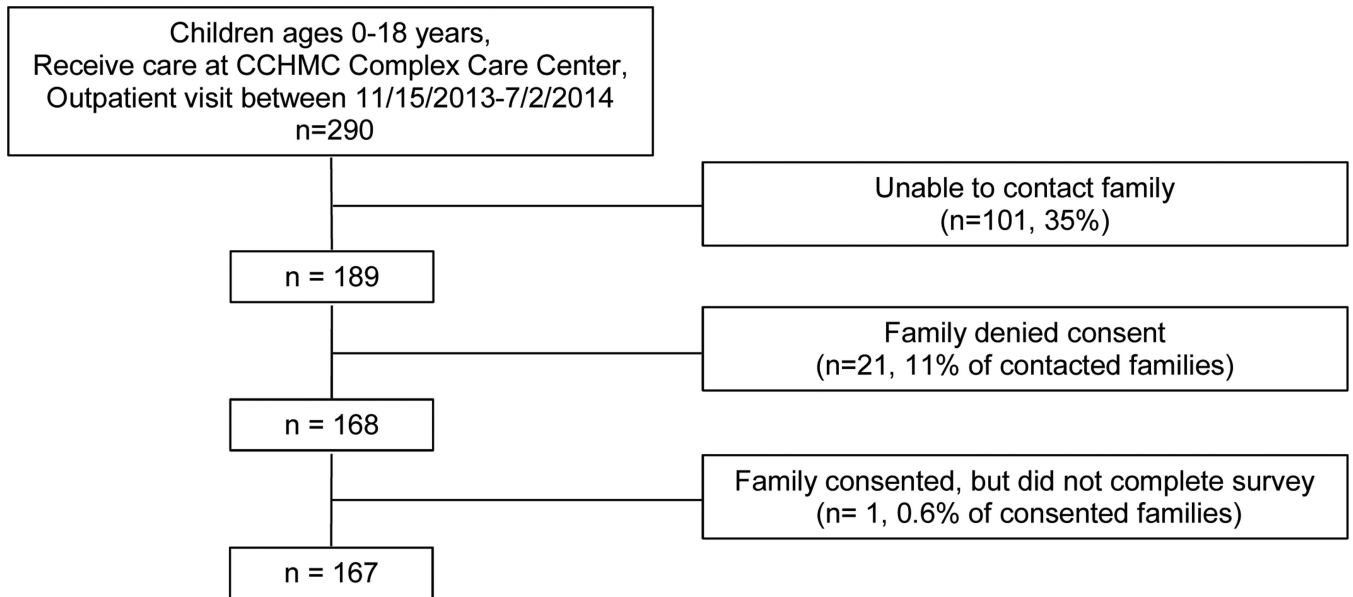 Children ages 0-18 years,
Receive care at CCHMC Complex Care Center,
Outpatient visit between 11/15/2013-7/2/2014
n=290
Unable to contact family
(n=101, 35%)
n = 189
Family denied consent
(n=21, 11% of contacted families)
n = 168
Family consented, but did not complete survey
(n= 1, 0.6% of consented families)
n = 167